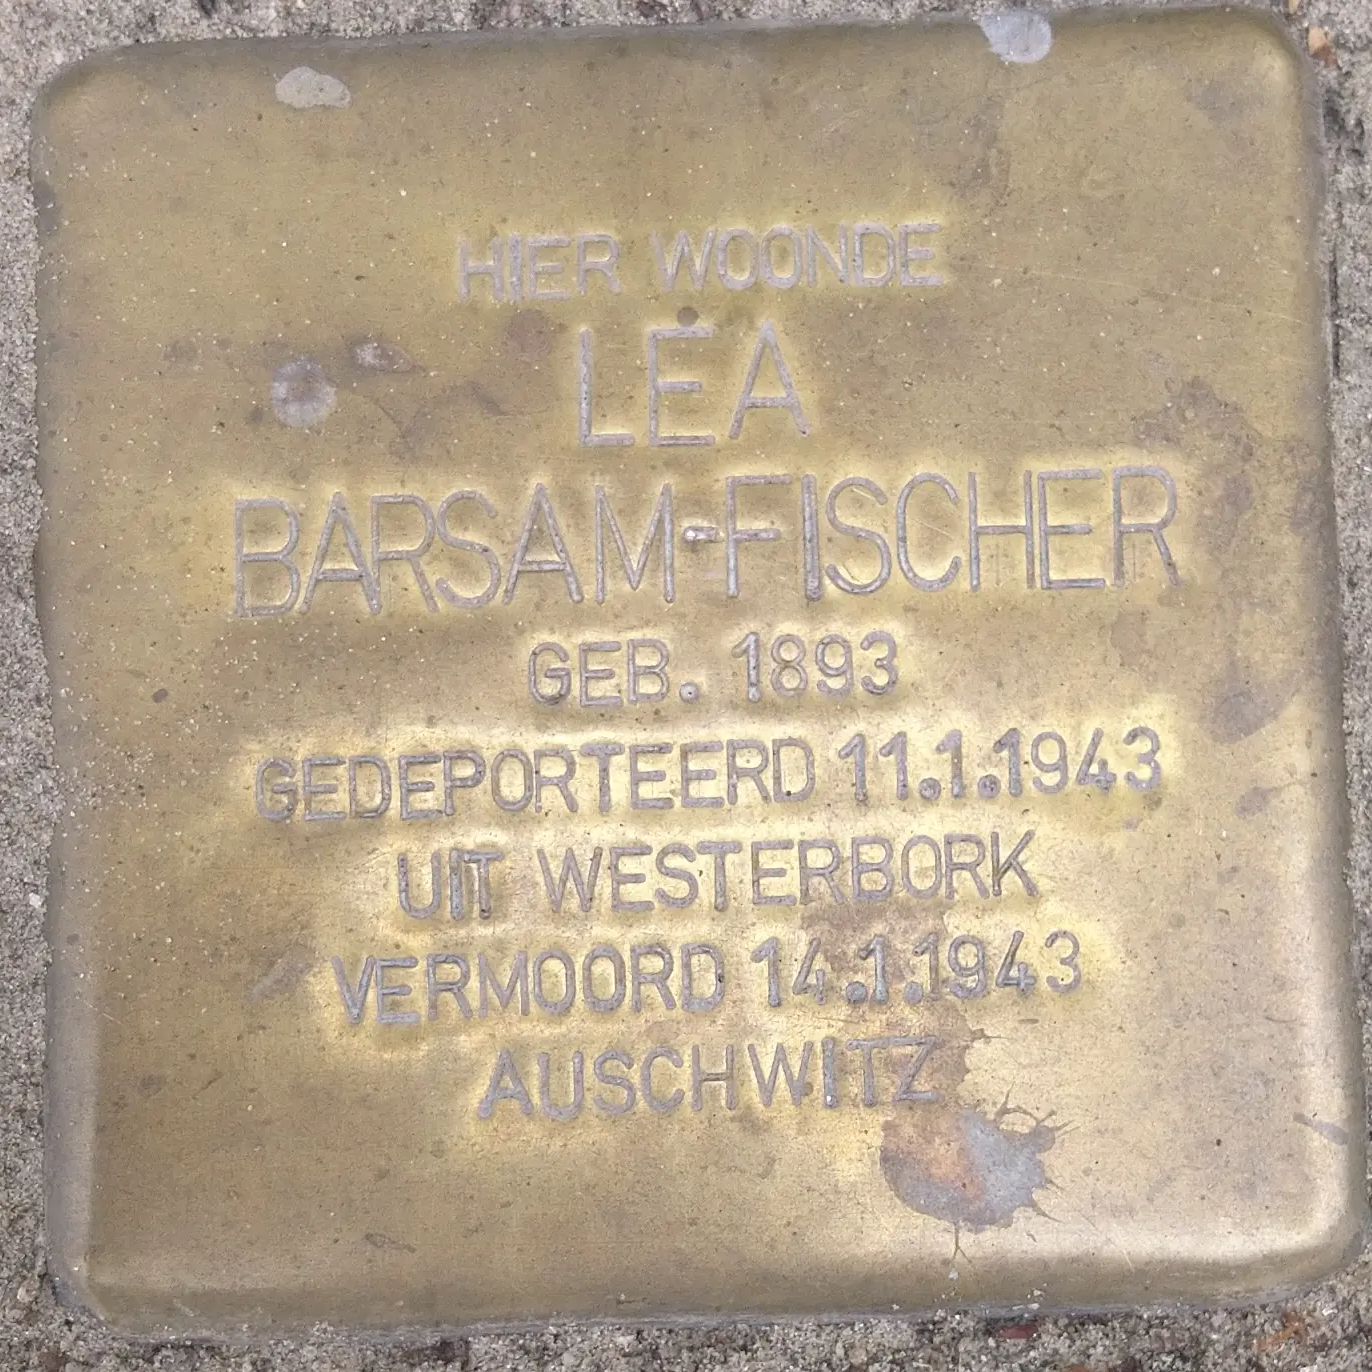 HIER WOONDE
LEA
BARSAM-FISCHER
GEB. 1893
GEDEPORTEERD 11.1.1943
UIT WESTERBORK
VERMOORD 14.1.1943
AUSCHWITZ